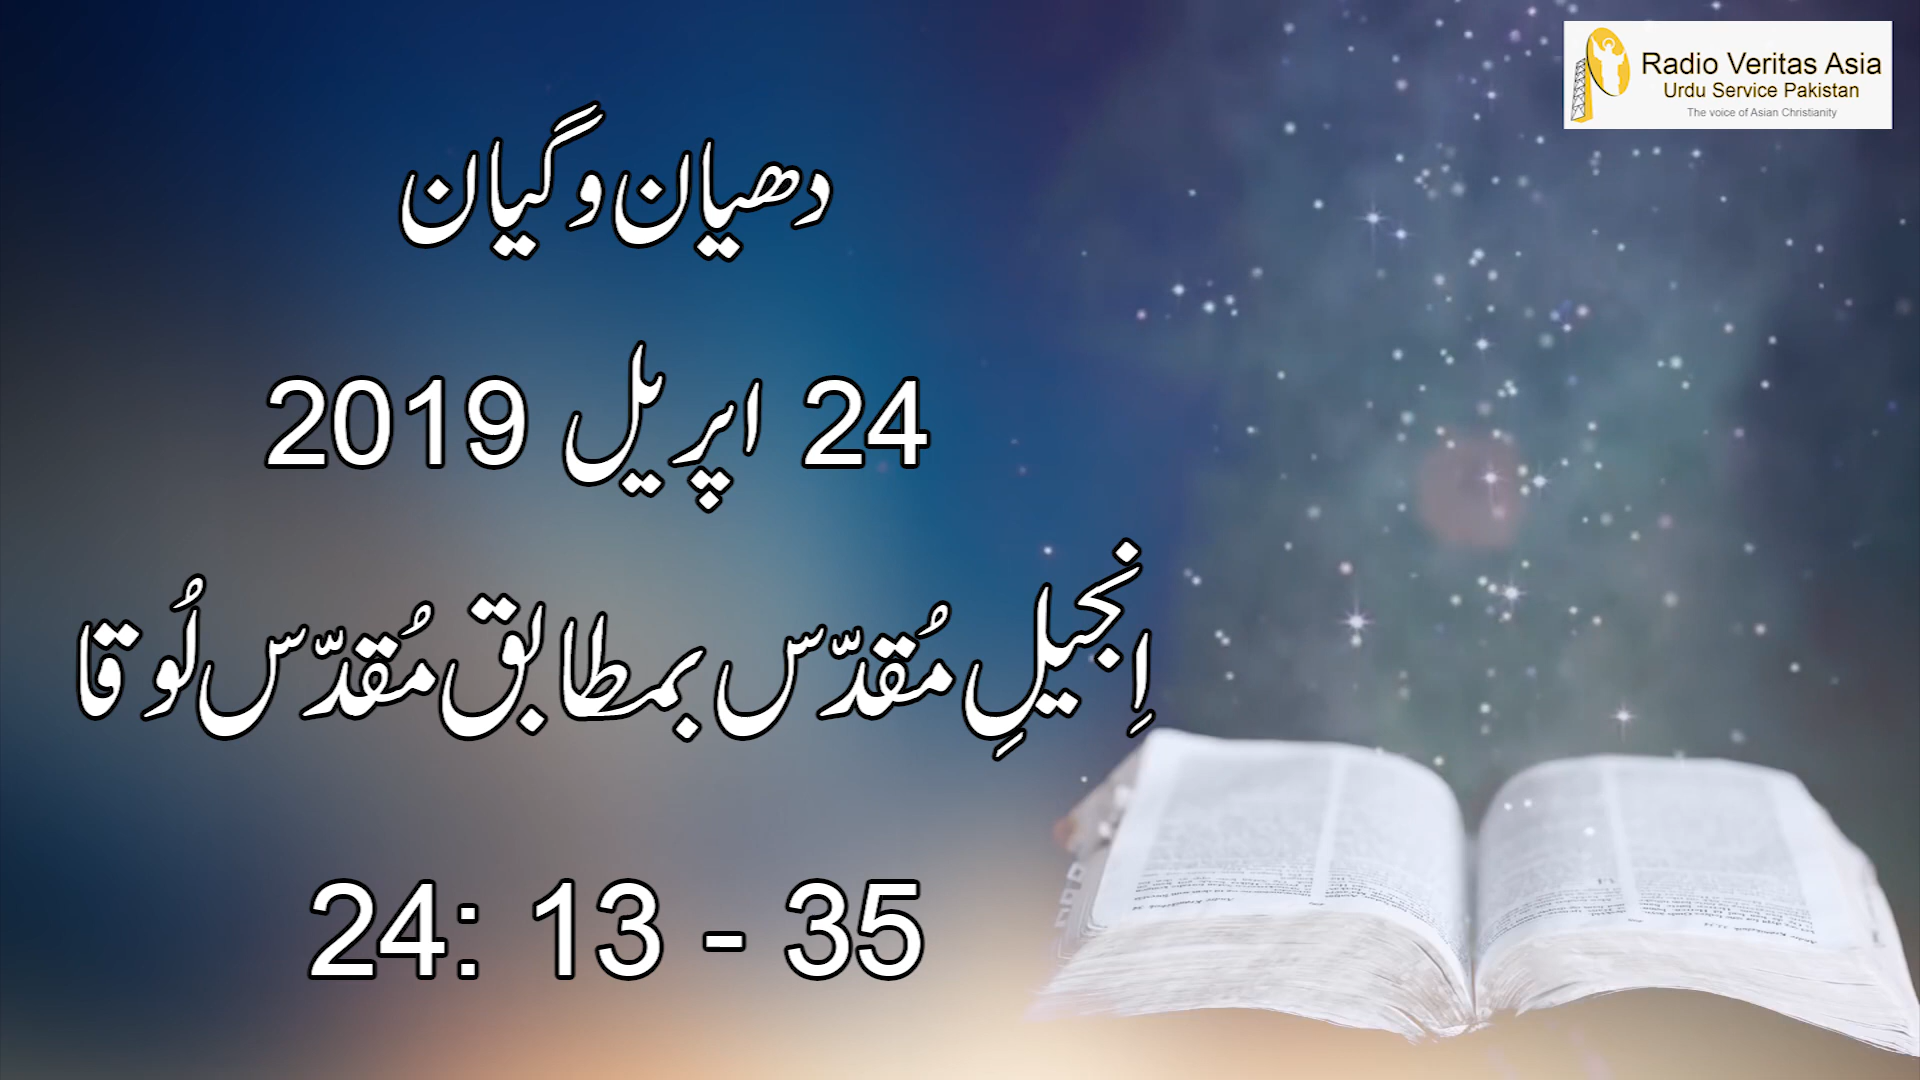 Radio Veritas Asia
Urdu Service Pakistan
The voice of Asian Christianity
دھیان و گیان
24 اپریل 2019
اِنجیلِ مُقدّس بمطابق مُقدّس لُوقا
24: 13 - 35